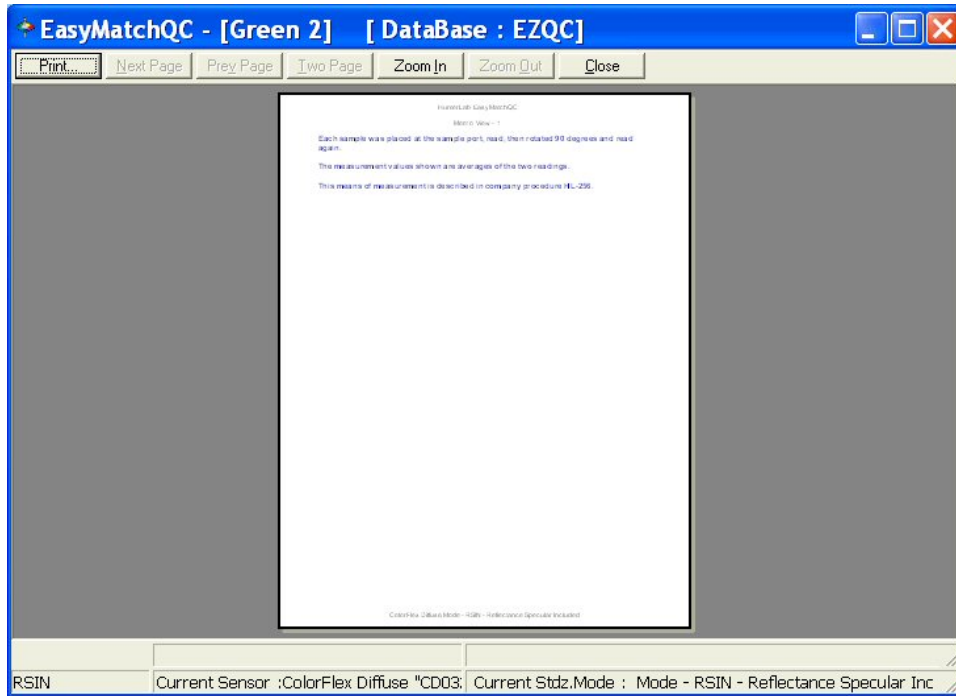 EasyMatchQC - [Green 2] [ DataBase : EZQC]
Print... Next Page Prev Page Two Page Zoom In Zoom Out Close
HunterLab EasyMatchQC
Memo View - 1
Each sample was placed at the sample port, read, then rotated 90 degrees and read
again.
The measurement values shown are averages of the two readings.
This means of measurement is described in company procedure HL-256.
ColorFlex Diffuse Mode - RSIN - Reflectance Specular Included
RSIN Current Sensor :ColorFlex Diffuse "CD03: Current Stdz.Mode : Mode - RSIN - Reflectance Specular Inc